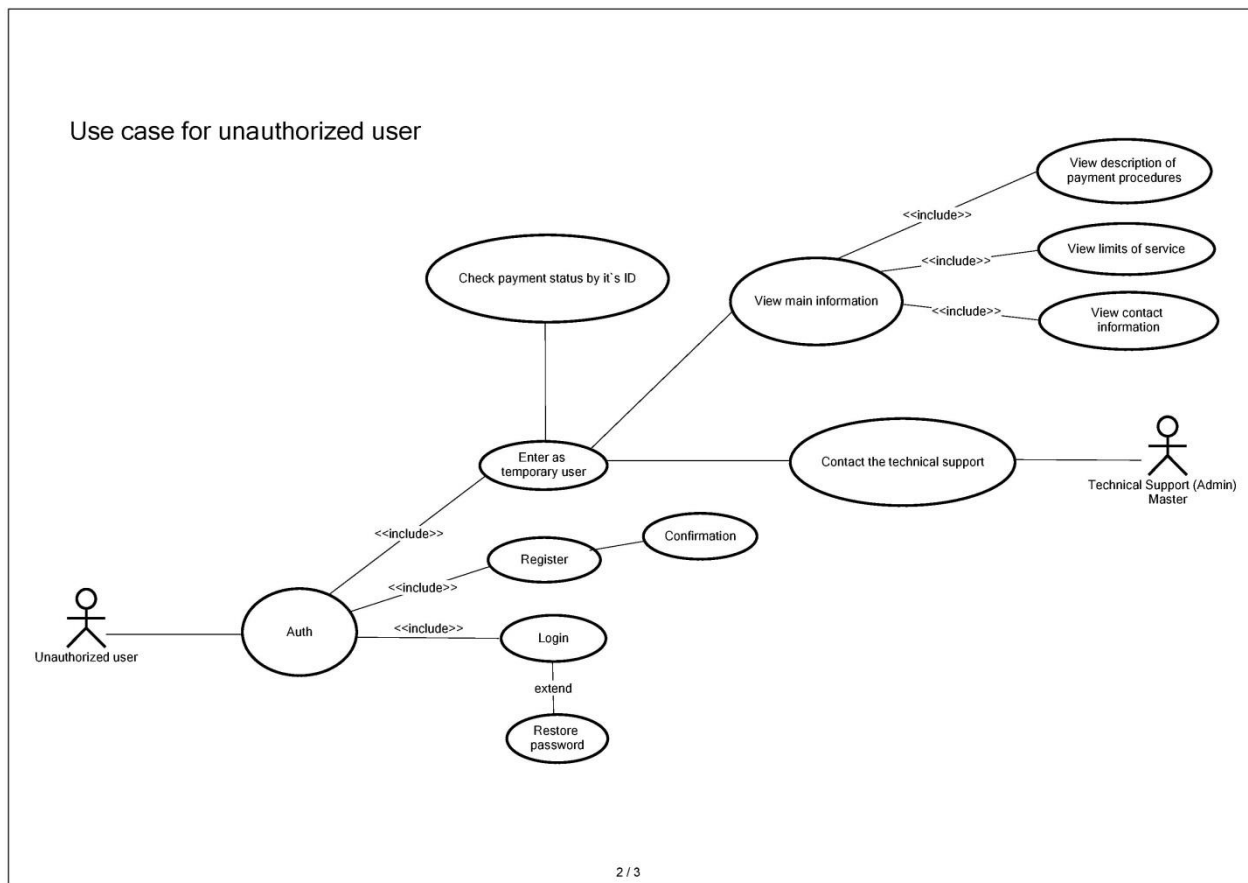 Use case for unauthorized user
View description of
payment procedures
<<include>>
View limits of service
<<include>>
Check payment status by it`s ID
View main information
<<include>>
View contact
information
Enter as
temporary user
Contact the technical support
Technical Support (Admin)
Master
<<include>>
Confirmation
Register
<<include>>
Auth
<<include>>
Login
Unauthorized user
extend
Restore
password
2 / 3